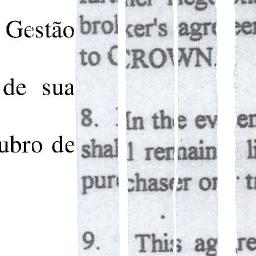 Gestão
de sua
ubro de
broker's agre
to CROWN.
8. In the even
shall remain li
purchaser or tr
9. This agre